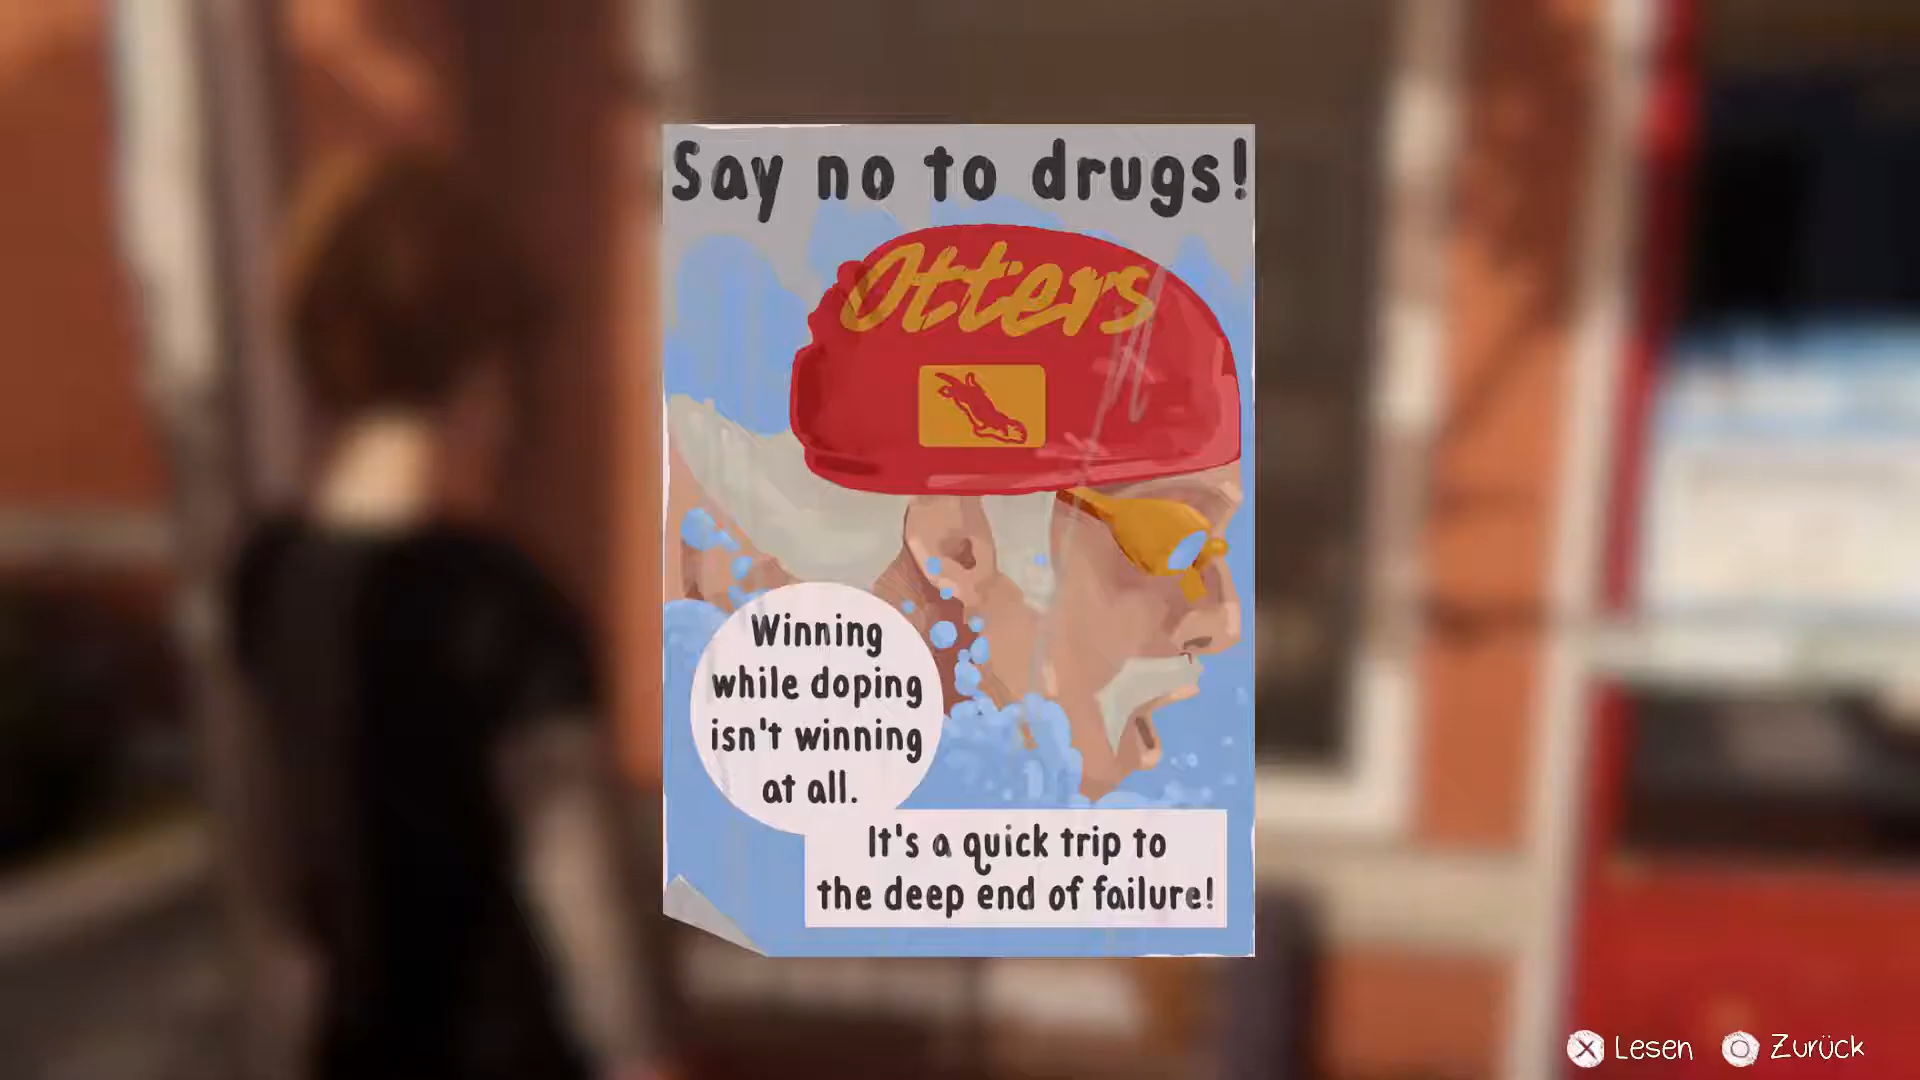 Say no to drugs!
Otters
Winning
while doping
isn't winning
at all.
It's a quick trip to
the deep end of failure!
Lesen
Zurück